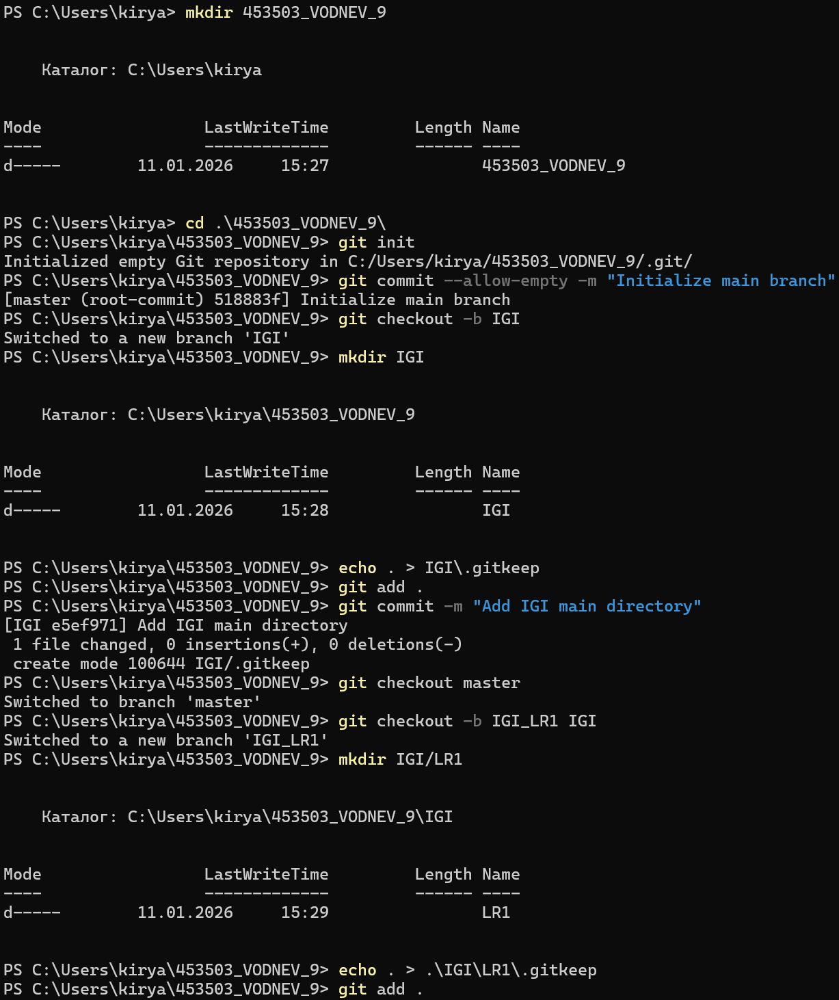 PS C:\Users\kirya> mkdir 453503_VODNEV_9
Каталог: C:\Users\kirya
Mode                 LastWriteTime         Length Name
----                 -------------         ------ ----
d-----        11.01.2026     15:27                453503_VODNEV_9
PS C:\Users\kirya> cd .\453503_VODNEV_9\
PS C:\Users\kirya\453503_VODNEV_9> git init
Initialized empty Git repository in C:/Users/kirya/453503_VODNEV_9/.git/
PS C:\Users\kirya\453503_VODNEV_9> git commit --allow-empty -m "Initialize main branch"
[master (root-commit) 518883f] Initialize main branch
PS C:\Users\kirya\453503_VODNEV_9> git checkout -b IGI
Switched to a new branch 'IGI'
PS C:\Users\kirya\453503_VODNEV_9> mkdir IGI
Каталог: C:\Users\kirya\453503_VODNEV_9
Mode                 LastWriteTime         Length Name
----                 -------------         ------ ----
d-----        11.01.2026     15:28                IGI
PS C:\Users\kirya\453503_VODNEV_9> echo . > IGI\.gitkeep
PS C:\Users\kirya\453503_VODNEV_9> git add .
PS C:\Users\kirya\453503_VODNEV_9> git commit -m "Add IGI main directory"
[IGI e5ef971] Add IGI main directory
1 file changed, 0 insertions(+), 0 deletions(-)
create mode 100644 IGI/.gitkeep
PS C:\Users\kirya\453503_VODNEV_9> git checkout master
Switched to branch 'master'
PS C:\Users\kirya\453503_VODNEV_9> git checkout -b IGI_LR1 IGI
Switched to a new branch 'IGI_LR1'
PS C:\Users\kirya\453503_VODNEV_9> mkdir IGI/LR1
Каталог: C:\Users\kirya\453503_VODNEV_9\IGI
Mode                 LastWriteTime         Length Name
----                 -------------         ------ ----
d-----        11.01.2026     15:29                LR1
PS C:\Users\kirya\453503_VODNEV_9> echo . > .\IGI\LR1\.gitkeep
PS C:\Users\kirya\453503_VODNEV_9> git add .